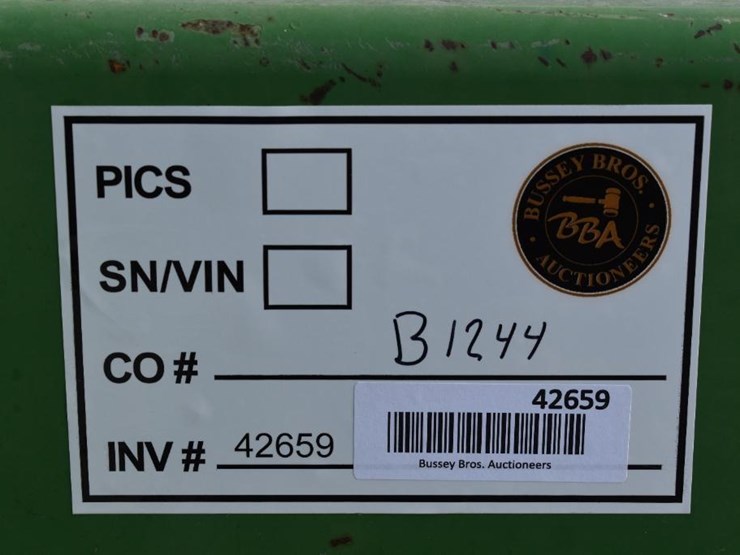 PICS
BUSSEY BROS.
BBA
AUCTIONEERS
SN/VIN
CO # B1244
INV # 42659
42659
Bussey Bros. Auctioneers